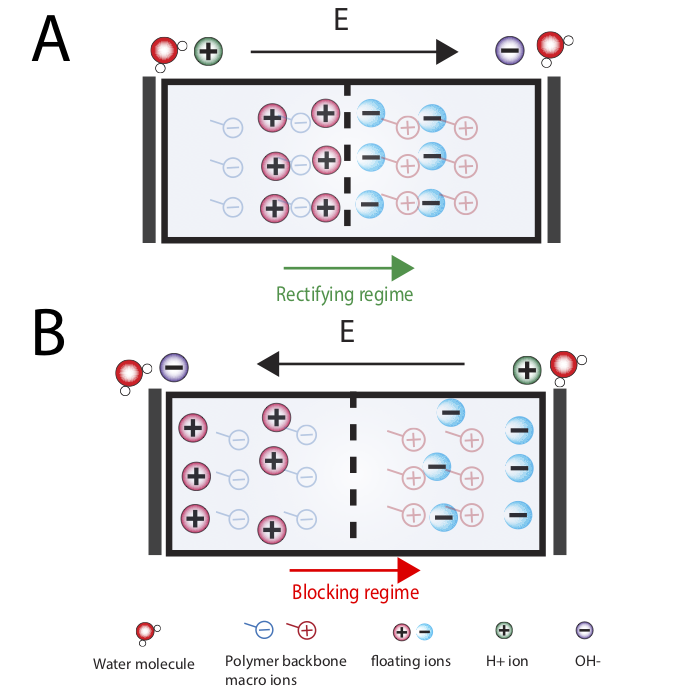 A
E
Rectifying regime
B
E
Blocking regime
Water molecule
Polymer backbone
macro ions
floating ions
H+ ion
OH-